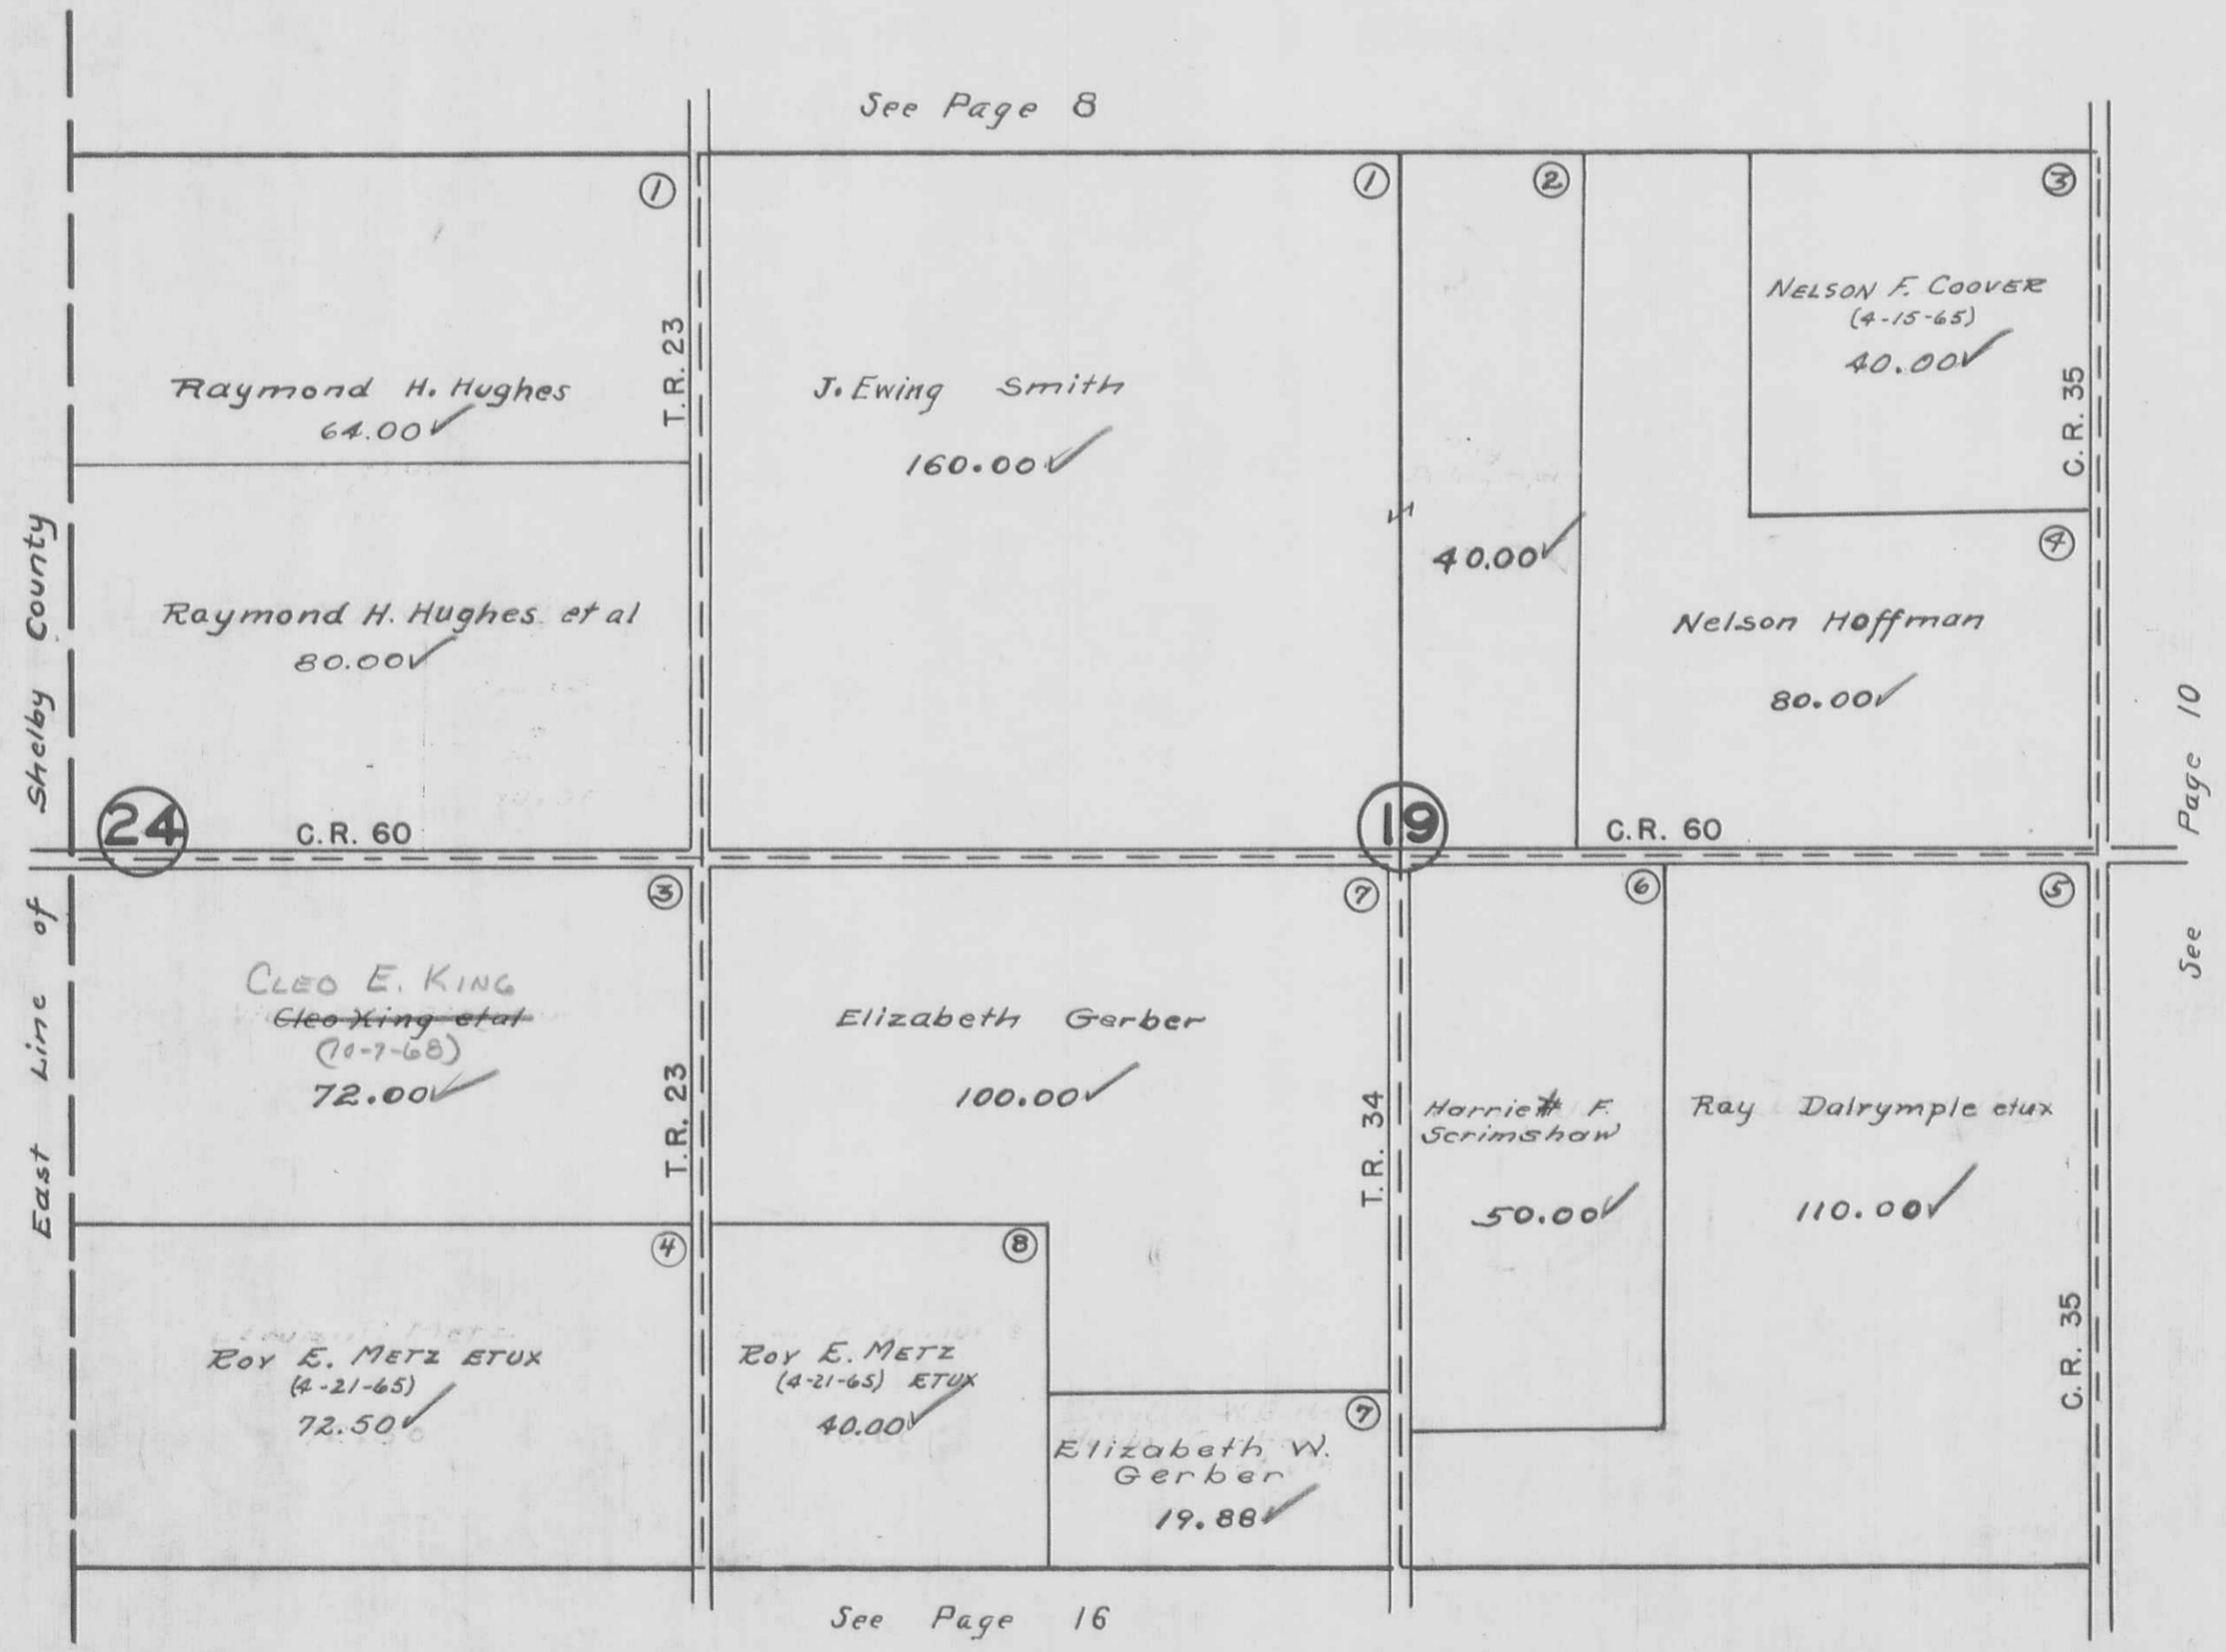 See Page 8
①
Raymond H. Hughes
64.00✓
T.R. 23
Raymond H. Hughes et al
80.00✓
24
C.R. 60
①
J. Ewing Smith
160.00✓
②
40.00✓
③
NELSON F. COOVER
(4-15-65)
40.00✓
C.R. 35
④
Nelson Hoffman
80.00✓
19
C.R. 60
East Line of Shelby County
See Page 10
③
CLEO E. KING
Cleo King et al
(10-7-68)
72.00✓
T.R. 23
④
ROY E. METZ ETUX
(4-21-65)
72.50✓
⑦
Elizabeth Gerber
100.00✓
T.R. 34
⑧
ROY E. METZ
(4-21-65) ETUX
40.00✓
⑦
Elizabeth W.
Gerber
19.88✓
⑥
Harriett F.
Scrimshaw
50.00✓
⑤
Ray Dalrymple etux
110.00✓
C.R. 35
See Page 16